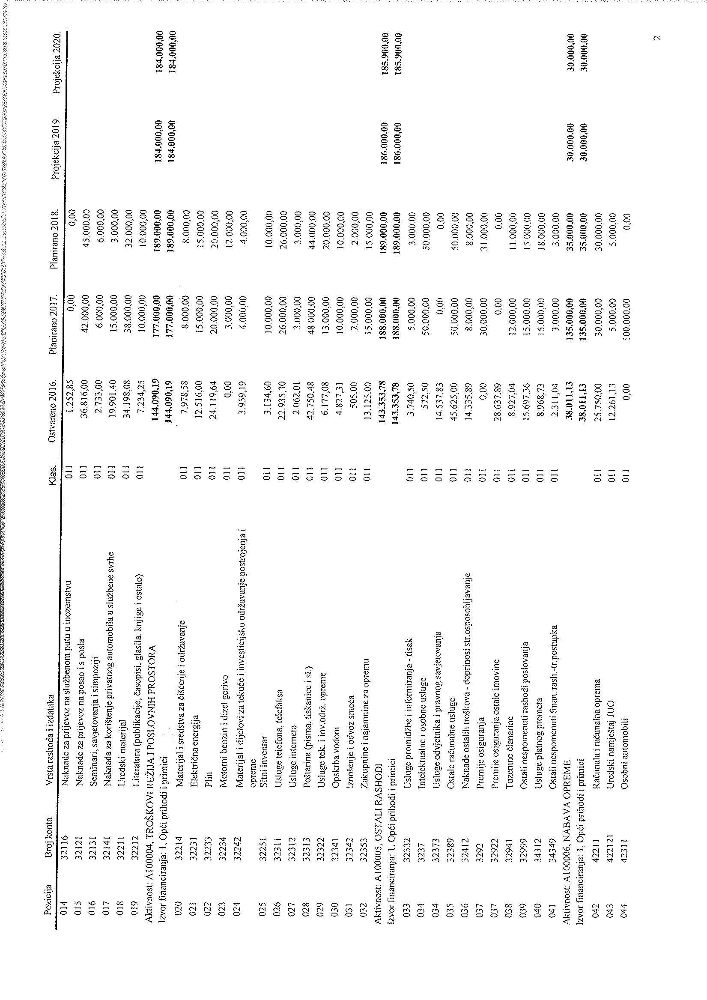 Pozicija Broj konta Vrsta rashoda i izdataka Klas. Ostvareno 2016. Planirano 2017. Planirano 2018. Projekcija 2019. Projekcija 2020.
014 32116 Naknade za prijevoz na službenom putu u inozemstvu 011 1.252,85 0,00 0,00
015 32121 Naknade za prijevoz na posao i s posla 011 36.816,00 42.000,00 45.000,00
016 32131 Seminari, savjetovanja i simpoziji 011 2.733,00 6.000,00 6.000,00
017 32141 Naknada za korištenje privatnog automobila u službene svrhe 011 19.901,40 15.000,00 3.000,00
018 32211 Uredski materijal 011 34.198,08 38.000,00 32.000,00
019 32212 Literatura (publikacije, časopisi, glasila, knjige i ostalo) 011 7.234,25 10.000,00 10.000,00
Aktivnost: A100004, TROŠKOVI REŽIJA I POSLOVNIH PROSTORA 144.090,19 177.000,00 189.000,00 184.000,00 184.000,00
Izvor financiranja: 1, Opći prihodi i primici 144.090,19 177.000,00 189.000,00 184.000,00 184.000,00
020 32214 Materijal i sredstva za čišćenje i održavanje 011 7.978,58 8.000,00 8.000,00
021 32231 Električna energija 011 12.516,00 15.000,00 15.000,00
022 32233 Plin 011 24.119,64 20.000,00 20.000,00
023 32234 Motorni benzin i dizel gorivo 011 0,00 3.000,00 12.000,00
024 32242 Materijal i dijelovi za tekuće i investicijsko održavanje postrojenja i 011 3.959,19 4.000,00 4.000,00
opreme
025 32251 Sitni inventar 011 3.134,60 10.000,00 10.000,00
026 32311 Usluge telefona, telefaksa 011 22.935,30 26.000,00 26.000,00
027 32312 Usluge interneta 011 2.062,01 3.000,00 3.000,00
028 32313 Poštarina (pisma, tiskanice i sl.) 011 42.750,48 48.000,00 44.000,00
029 32322 Usluge tek. i inv.održ. opreme 011 6.177,08 13.000,00 20.000,00
030 32341 Opskrba vodom 011 4.827,31 10.000,00 10.000,00
031 32342 Iznošenje i odvoz smeća 011 505,00 2.000,00 2.000,00
032 32353 Zakupnine i najamnine za opremu 011 13.125,00 15.000,00 15.000,00
Aktivnost: A100005, OSTALI RASHODI 143.353,78 188.000,00 189.000,00 186.000,00 185.900,00
Izvor financiranja: 1, Opći prihodi i primici 143.353,78 188.000,00 189.000,00 186.000,00 185.900,00
033 32332 Usluge promidžbe i informiranja - tisak 011 3.740,50 5.000,00 3.000,00
034 3237 Intelektualne i osobne usluge 011 572,50 50.000,00 50.000,00
034 32373 Usluge odvjetnika i pravnog savjetovanja 011 14.537,83 0,00 0,00
035 32389 Ostale računalne usluge 011 45.625,00 50.000,00 50.000,00
036 32412 Naknade ostalih troškova - doprinosi str.osposobljavanje 011 14.335,89 8.000,00 8.000,00
037 3292 Premije osiguranja 011 0,00 30.000,00 31.000,00
037 32922 Premije osiguranja ostale imovine 011 28.637,89 0,00 0,00
038 32941 Tuzemne članarine 011 8.927,04 12.000,00 11.000,00
039 32999 Ostali nespomenuti rashodi poslovanja 011 15.697,36 15.000,00 15.000,00
040 34312 Usluge platnog prometa 011 8.968,73 15.000,00 18.000,00
041 34349 Ostali nespomenuti finan. rash.-tr.postupka 011 2.311,04 3.000,00 3.000,00
Aktivnost: A100006, NABAVA OPREME 38.011,13 135.000,00 35.000,00 30.000,00 30.000,00
Izvor financiranja: 1, Opći prihodi i primici 38.011,13 135.000,00 35.000,00 30.000,00 30.000,00
042 42211 Računala i računalna oprema 011 25.750,00 30.000,00 30.000,00
043 422121 Uredski namještaj JUO 011 12.261,13 5.000,00 5.000,00
044 42311 Osobni automobili 011 0,00 100.000,00 0,00
2